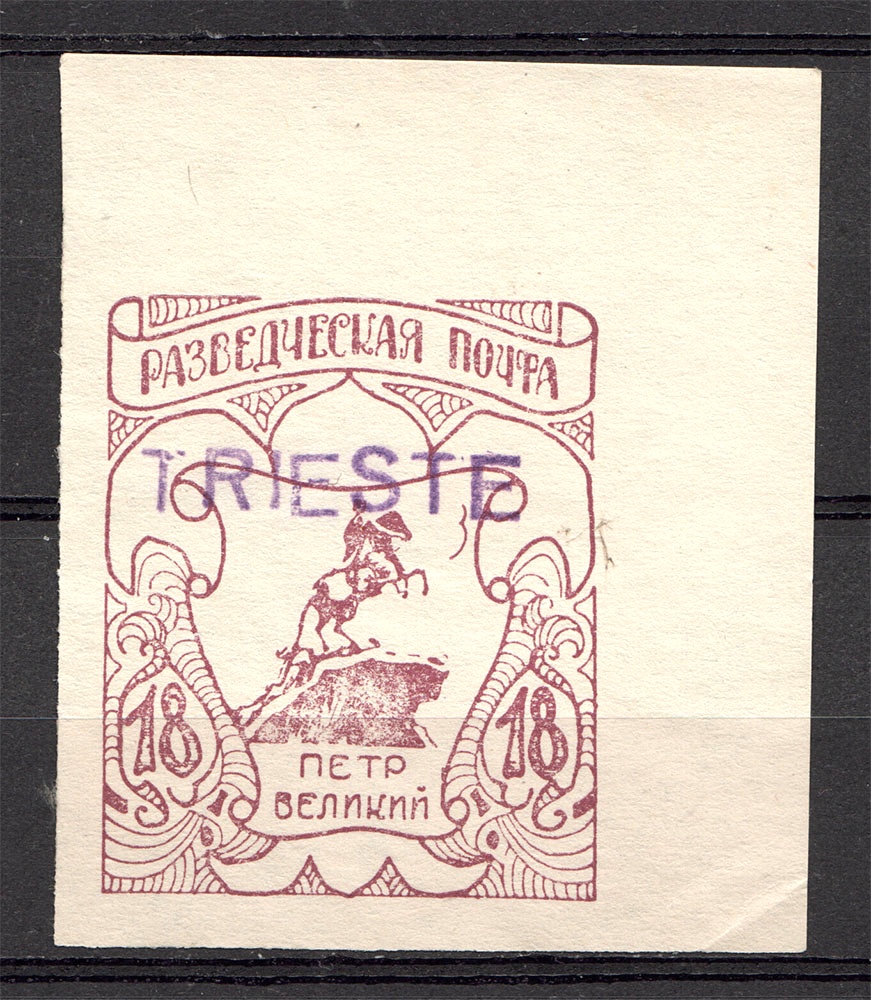 РАЗВЕДЧЕСКАЯ ПОЧТА
TRIESTE
18 18
ПЕТР
ВЕЛИКИЙ